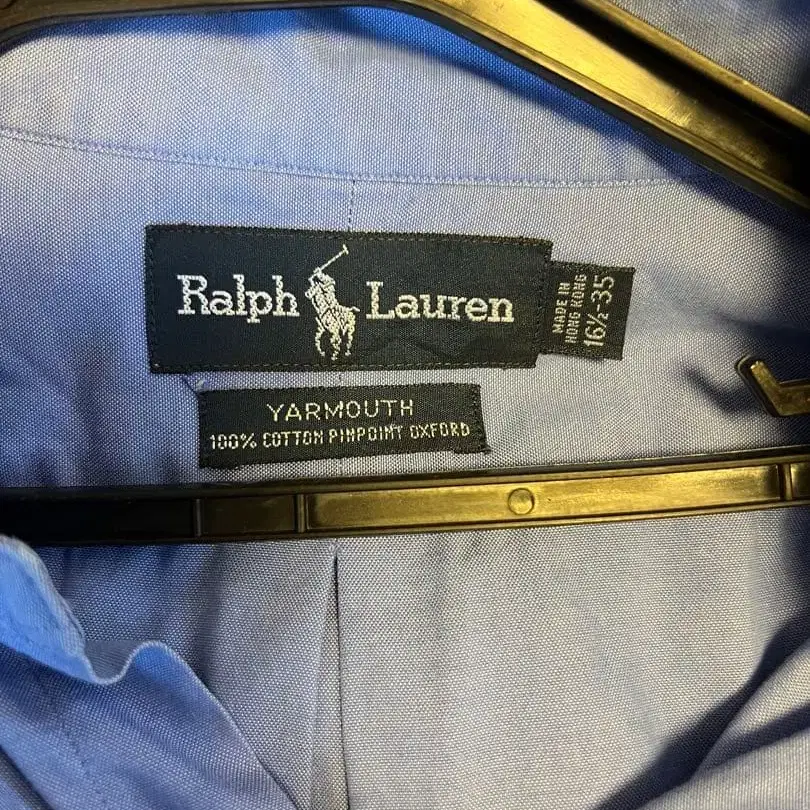 Ralph Lauren
MADE IN
HONG KONG
16½-35
YARMOUTH
100% COTTON PINPOINT OXFORD